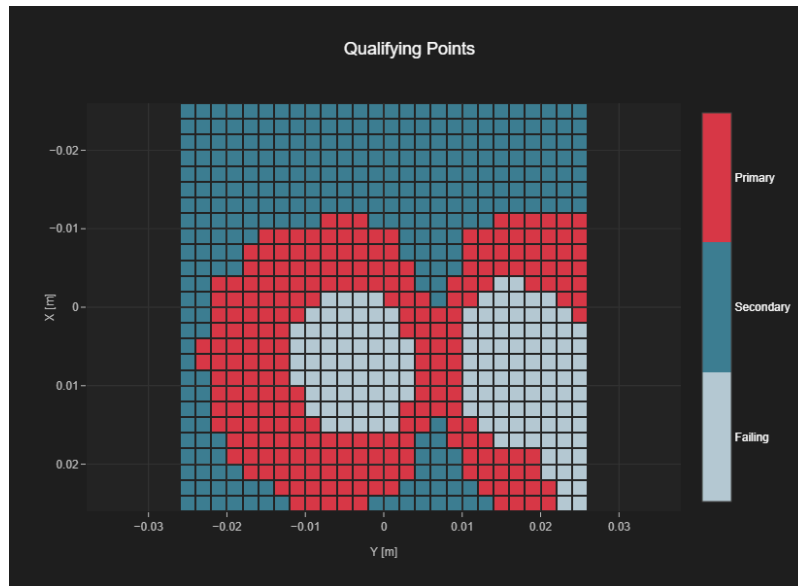 Qualifying Points
−0.02
−0.01
0
0.01
0.02
X [m]
−0.03
−0.02
−0.01
0
0.01
0.02
0.03
Y [m]
Primary
Secondary
Failing